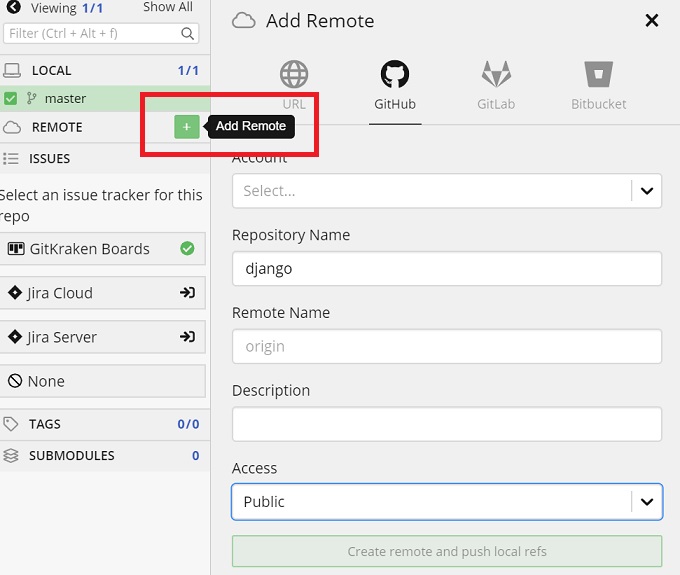 Viewing 1/1 Show All
Filter (Ctrl + Alt + f)
LOCAL 1/1
master
REMOTE
+
Add Remote
ISSUES
Select an issue tracker for this
repo
GitKraken Boards
Jira Cloud
Jira Server
None
TAGS 0/0
SUBMODULES 0
Add Remote
URL
GitHub
GitLab
Bitbucket
Account
Select...
Repository Name
django
Remote Name
origin
Description
Access
Public
Create remote and push local refs